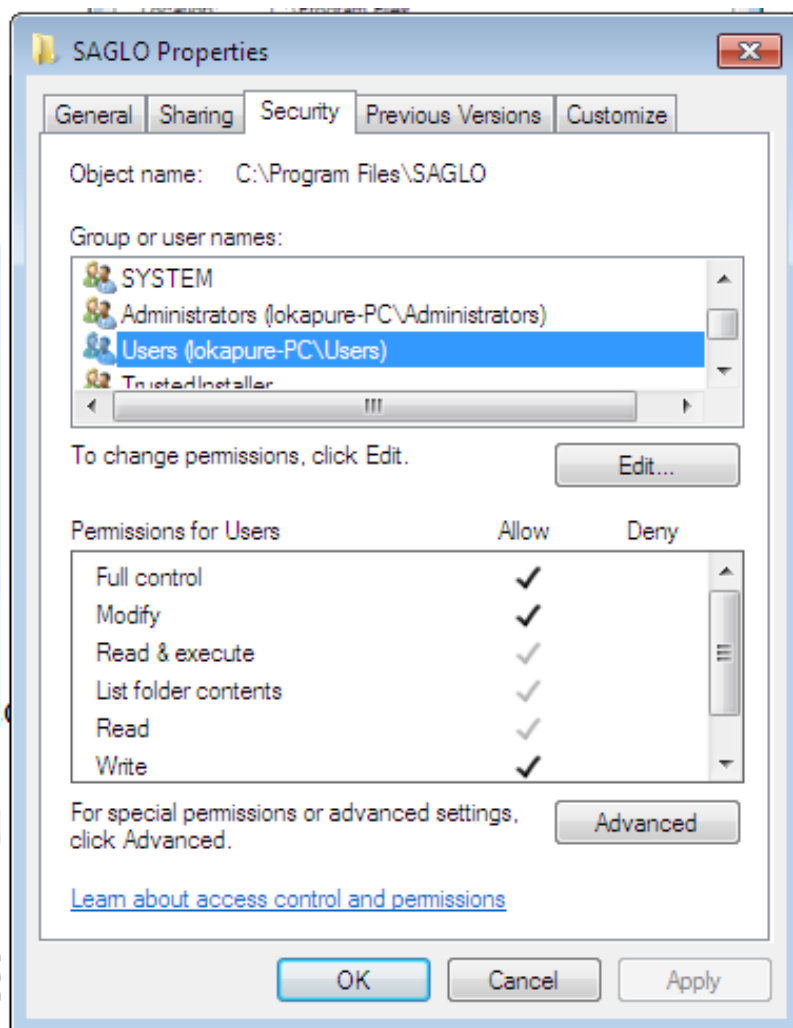 SAGLO Properties
General Sharing Security Previous Versions Customize
Object name: C:\Program Files\SAGLO
Group or user names:
SYSTEM
Administrators (lokapure-PC\Administrators)
Users (lokapure-PC\Users)
TrustedInstaller
To change permissions, click Edit.
Edit...
Permissions for Users Allow Deny
Full control
Modify
Read & execute
List folder contents
Read
Write
For special permissions or advanced settings,
click Advanced.
Advanced
Learn about access control and permissions
OK Cancel Apply